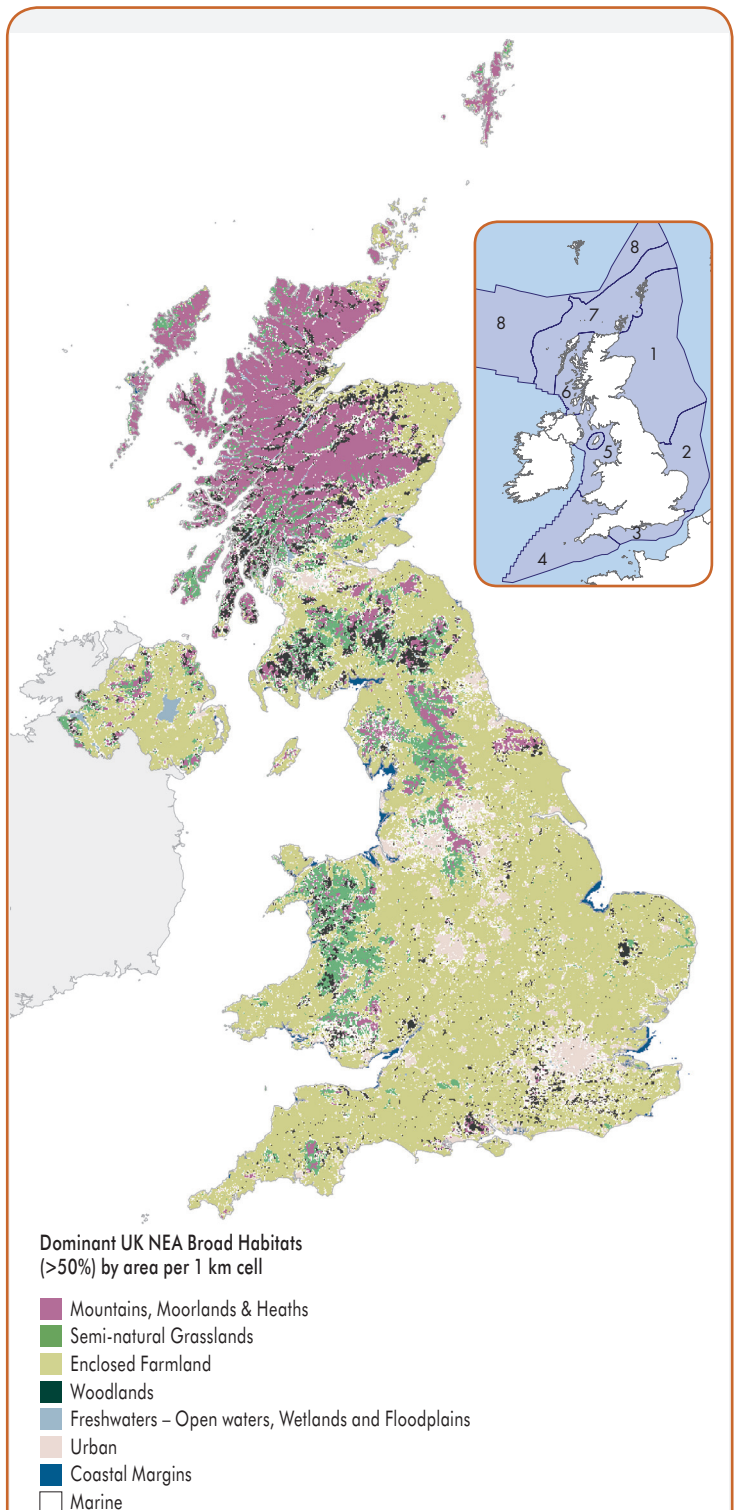 8
8
7
1
6
5
2
3
4
Dominant UK NEA Broad Habitats
(>50%) by area per 1 km cell
Mountains, Moorlands & Heaths
Semi-natural Grasslands
Enclosed Farmland
Woodlands
Freshwaters – Open waters, Wetlands and Floodplains
Urban
Coastal Margins
Marine